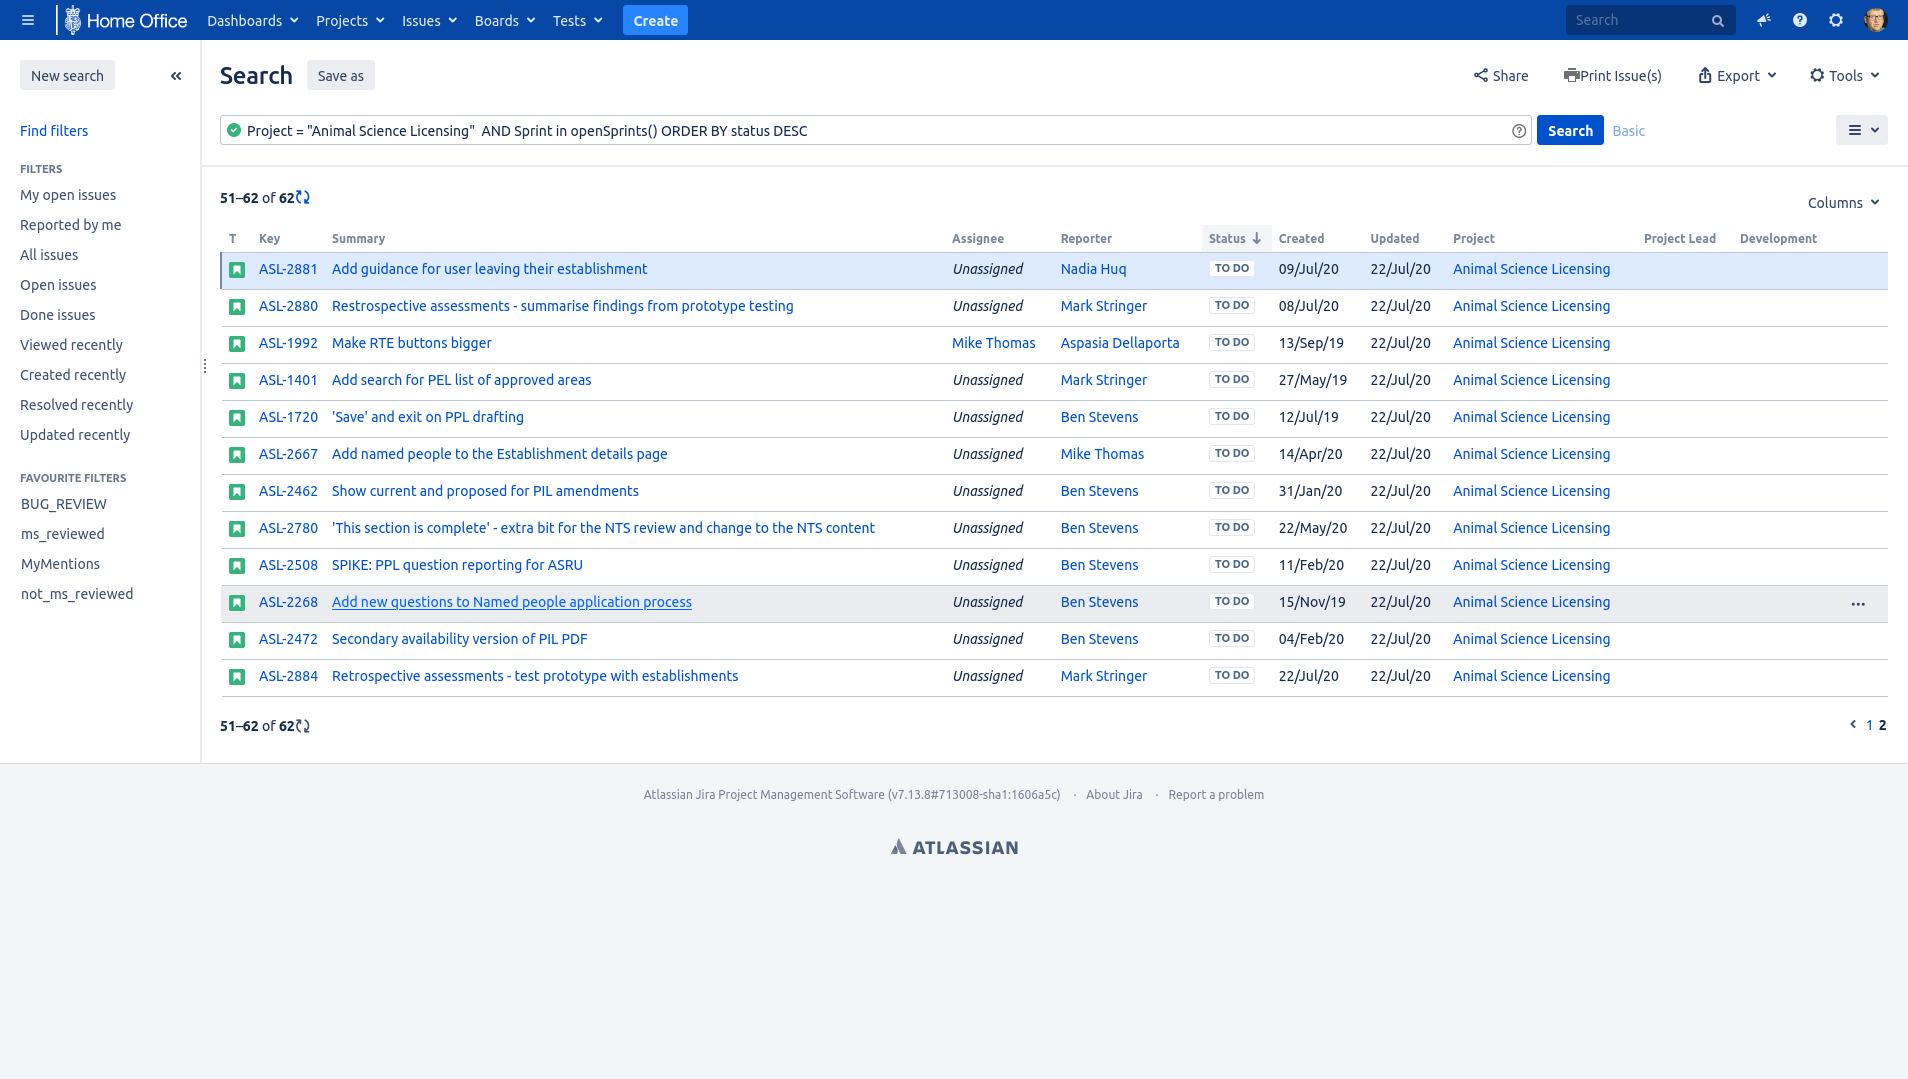 Home Office Dashboards Projects Issues Boards Tests Create Search
New search
Search Save as Share Print Issue(s) Export Tools
Find filters
Project = "Animal Science Licensing" AND Sprint in openSprints() ORDER BY status DESC Search Basic
FILTERS
My open issues
Reported by me
All issues
Open issues
Done issues
Viewed recently
Created recently
Resolved recently
Updated recently
FAVOURITE FILTERS
BUG_REVIEW
ms_reviewed
MyMentions
not_ms_reviewed
51–62 of 62
Columns
T Key Summary Assignee Reporter Status Created Updated Project Project Lead Development
ASL-2881 Add guidance for user leaving their establishment Unassigned Nadia Huq TO DO 09/Jul/20 22/Jul/20 Animal Science Licensing
ASL-2880 Restrospective assessments - summarise findings from prototype testing Unassigned Mark Stringer TO DO 08/Jul/20 22/Jul/20 Animal Science Licensing
ASL-1992 Make RTE buttons bigger Mike Thomas Aspasia Dellaporta TO DO 13/Sep/19 22/Jul/20 Animal Science Licensing
ASL-1401 Add search for PEL list of approved areas Unassigned Mark Stringer TO DO 27/May/19 22/Jul/20 Animal Science Licensing
ASL-1720 'Save' and exit on PPL drafting Unassigned Ben Stevens TO DO 12/Jul/19 22/Jul/20 Animal Science Licensing
ASL-2667 Add named people to the Establishment details page Unassigned Mike Thomas TO DO 14/Apr/20 22/Jul/20 Animal Science Licensing
ASL-2462 Show current and proposed for PIL amendments Unassigned Ben Stevens TO DO 31/Jan/20 22/Jul/20 Animal Science Licensing
ASL-2780 'This section is complete' - extra bit for the NTS review and change to the NTS content Unassigned Ben Stevens TO DO 22/May/20 22/Jul/20 Animal Science Licensing
ASL-2508 SPIKE: PPL question reporting for ASRU Unassigned Ben Stevens TO DO 11/Feb/20 22/Jul/20 Animal Science Licensing
ASL-2268 Add new questions to Named people application process Unassigned Ben Stevens TO DO 15/Nov/19 22/Jul/20 Animal Science Licensing
ASL-2472 Secondary availability version of PIL PDF Unassigned Ben Stevens TO DO 04/Feb/20 22/Jul/20 Animal Science Licensing
ASL-2884 Retrospective assessments - test prototype with establishments Unassigned Mark Stringer TO DO 22/Jul/20 22/Jul/20 Animal Science Licensing
51–62 of 62 1 2
Atlassian Jira Project Management Software (v7.13.8#713008-sha1:1606a5c) · About Jira · Report a problem
ATLASSIAN